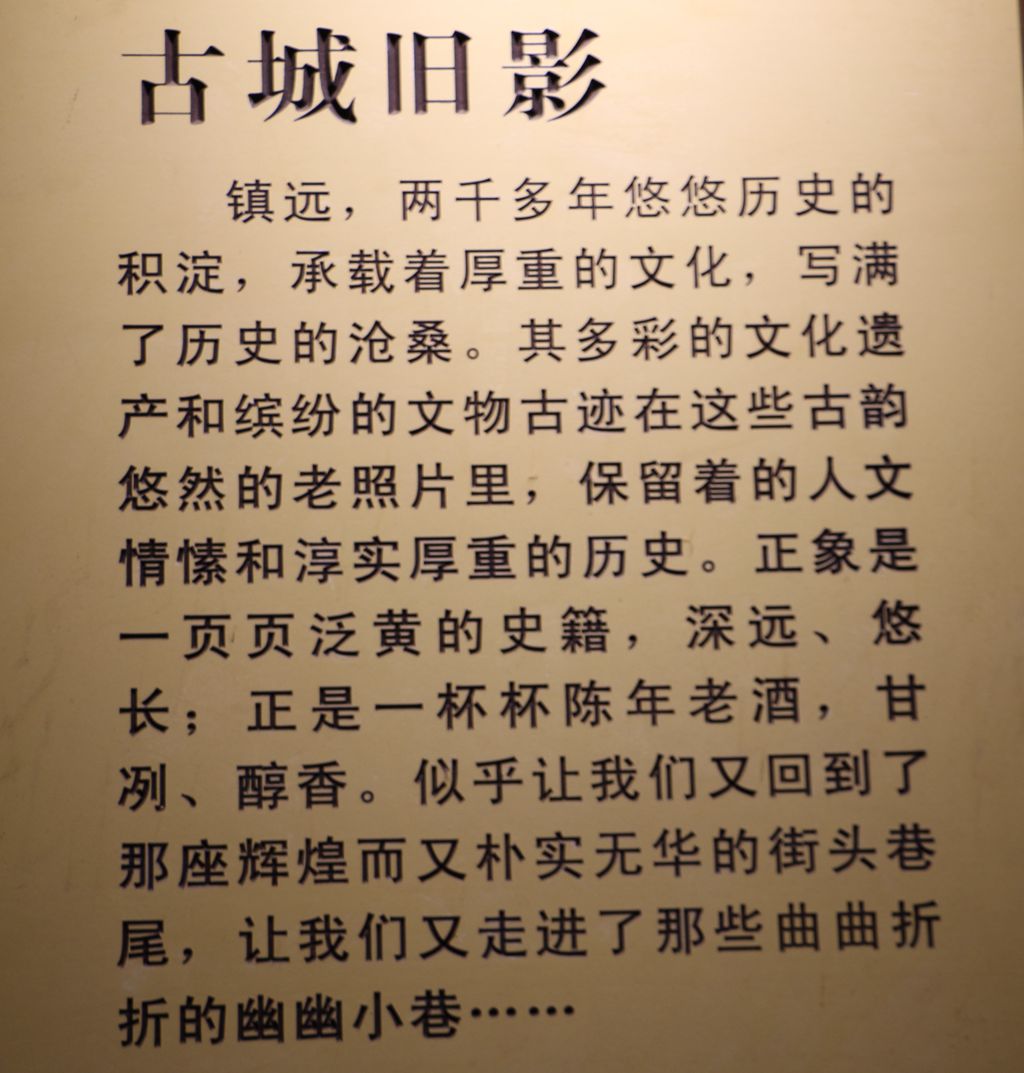 古城旧影
镇远，两千多年悠悠历史的
积淀，承载着厚重的文化，写满
了历史的沧桑。其多彩的文化遗
产和缤纷的文物古迹在这些古韵
悠然的老照片里，保留着的人文
情愫和淳实厚重的历史。正象是
一页页泛黄的史籍，深远、悠
长；正是一杯杯陈年老酒，甘
冽、醇香。似乎让我们又回到了
那座辉煌而又朴实无华的街头巷
尾，让我们又走进了那些曲曲折
折的幽幽小巷……